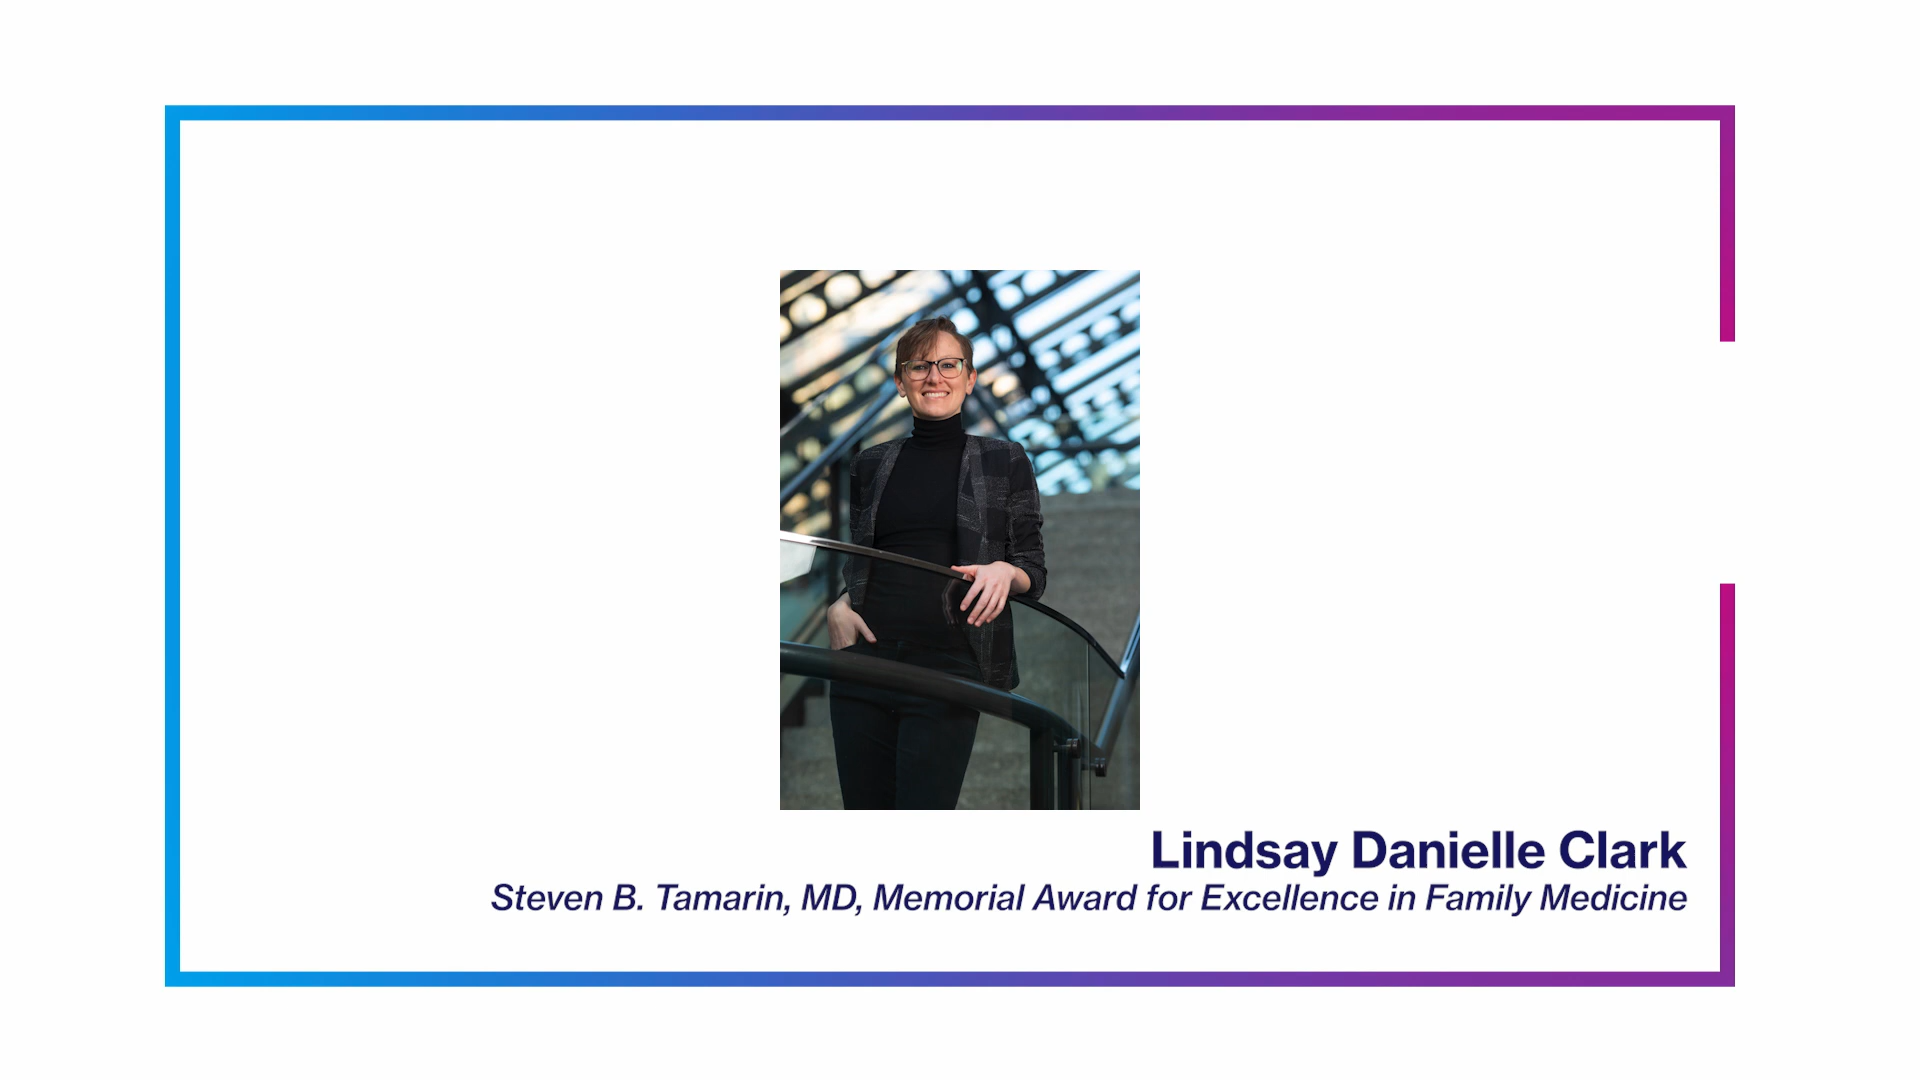 Lindsay Danielle Clark
Steven B. Tamarin, MD, Memorial Award for Excellence in Family Medicine